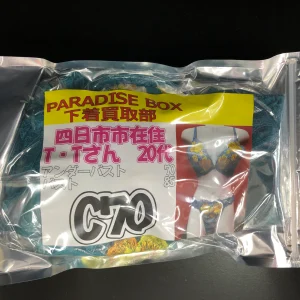 PARADISE BOX
下着買取部
四日市市在住
T・Tさん 20代
アンダーバスト
C70